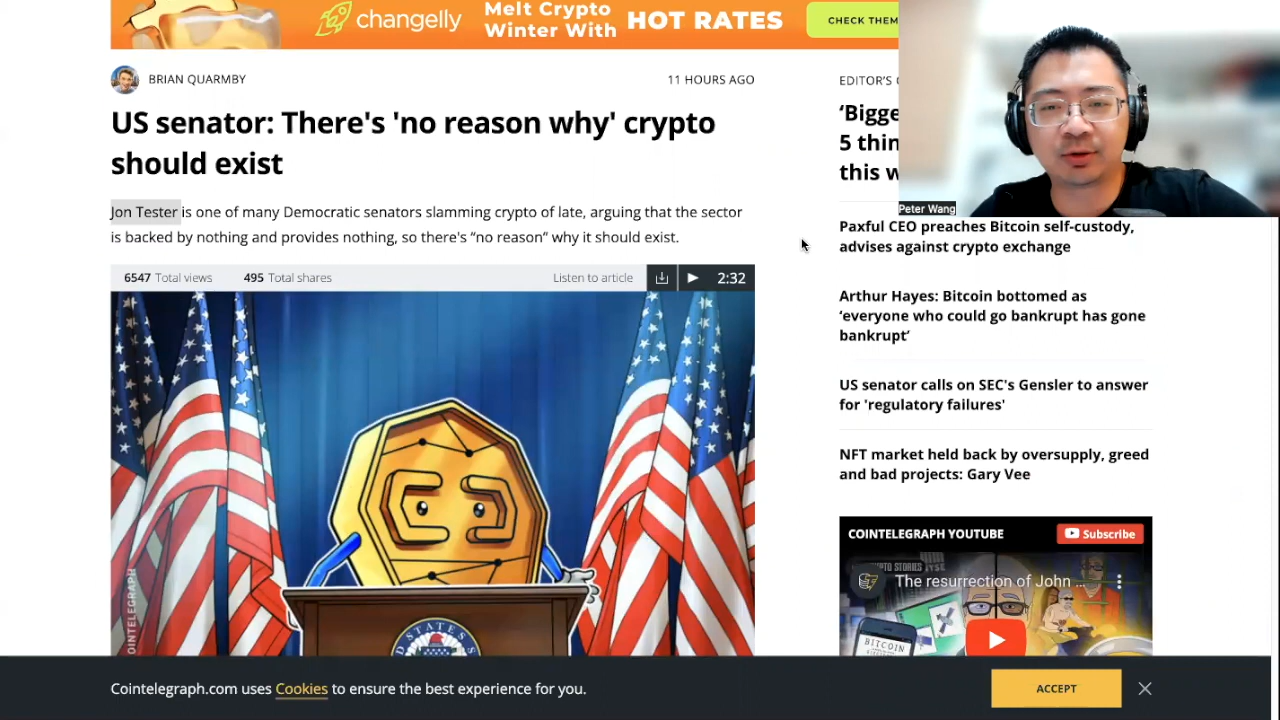 changelly
Melt Crypto
Winter With
HOT RATES
CHECK THEM
BRIAN QUARMBY
11 HOURS AGO
US senator: There's 'no reason why' crypto
should exist
Jon Tester is one of many Democratic senators slamming crypto of late, arguing that the sector
is backed by nothing and provides nothing, so there's “no reason” why it should exist.
6547 Total views
495 Total shares
Listen to article
2:32
COINTELEGRAPH
STATES
EDITOR'S
‘Bigge
5 thin
this w
Peter Wang
Paxful CEO preaches Bitcoin self-custody,
advises against crypto exchange
Arthur Hayes: Bitcoin bottomed as
‘everyone who could go bankrupt has gone
bankrupt’
US senator calls on SEC's Gensler to answer
for 'regulatory failures'
NFT market held back by oversupply, greed
and bad projects: Gary Vee
COINTELEGRAPH YOUTUBE
Subscribe
The resurrection of John ...
BITCOIN
Cointelegraph.com uses Cookies to ensure the best experience for you.
ACCEPT